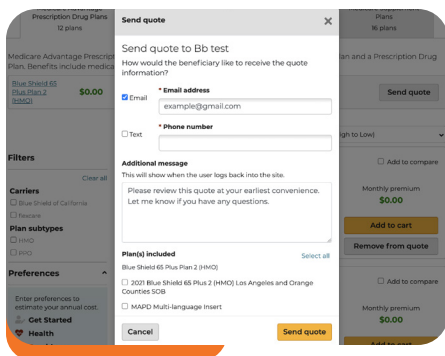 Prescription Drug Plans
12 plans
Plans
16 plans
Medicare Advantage Prescrip
lan and a Prescription Drug
Plan. Benefits include medica
Blue Shield 65
Plus Plan 2
(HMO)
$0.00
Send quote
igh to Low)
Filters
Clear all
Carriers
Blue Shield of California
Plan subtypes
HMO
PPO
Preferences
Enter preferences to
estimate your annual cost.
Get Started
Health
Add to compare
Monthly premium
$0.00
Add to cart
Remove from quote
Add to compare
Monthly premium
$0.00
Add to cart
Send quote
Send quote to Bb test
How would the beneficiary like to receive the quote
information?
Email
* Email address
example@gmail.com
Text
* Phone number
Additional message
This will show when the user logs back into the site.
Please review this quote at your earliest convenience.
Let me know if you have any questions.
Plan(s) included
Select all
Blue Shield 65 Plus Plan 2 (HMO)
2021 Blue Shield 65 Plus 2 (HMO) Los Angeles and Orange
Counties SOB
MAPD Multi-language Insert
Cancel
Send quote